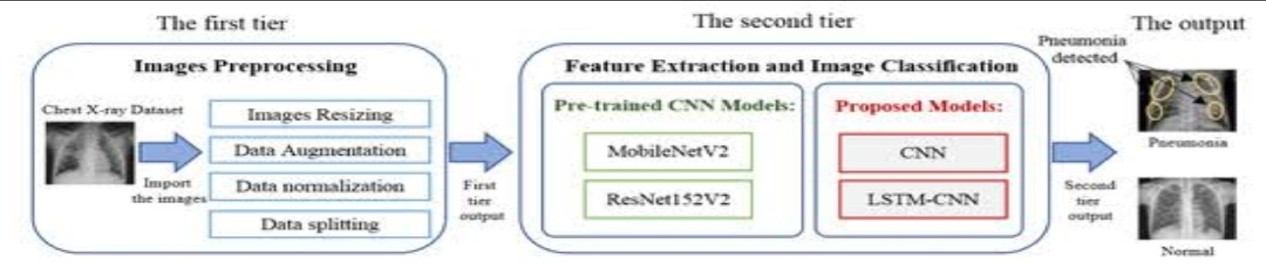 The first tier
Images Preprocessing
Chest X-ray Dataset
Import
the images
Images Resizing
Data Augmentation
Data normalization
Data splitting
First
tier
output
The second tier
Feature Extraction and Image Classification
Pre-trained CNN Models:
MobileNetV2
ResNet152V2
Proposed Models:
CNN
LSTM-CNN
Second
tier
output
The output
Pneumonia
detected
Pneumonia
Normal